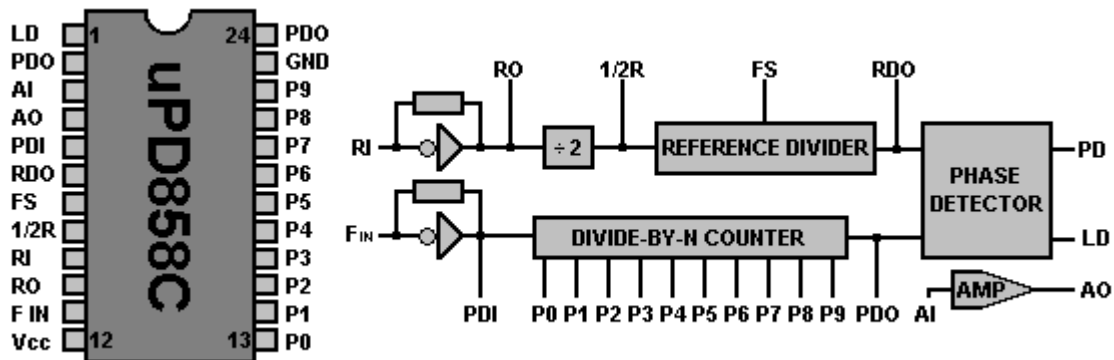 LD 1 24 PDO
PDO GND
AI P9
AO P8
PDI P7
RDO P6
FS P5
1/2R P4
RI P3
RO P2
F IN P1
Vcc 12 13 P0
uPD858C
RO 1/2R FS RDO
RI ÷ 2 REFERENCE DIVIDER PD
PHASE
DETECTOR
FIN DIVIDE-BY-N COUNTER LD
PDI P0 P1 P2 P3 P4 P5 P6 P7 P8 P9 PDO AI AMP AO